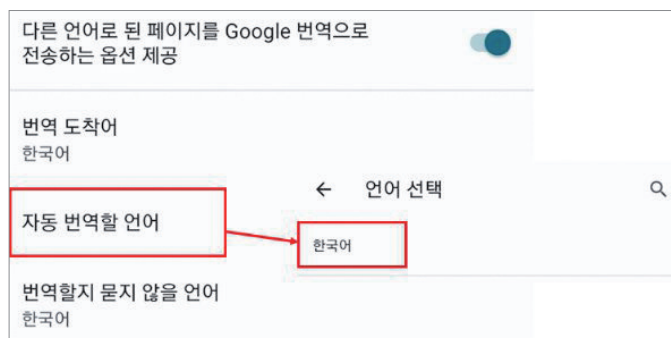 다른 언어로 된 페이지를 Google 번역으로
전송하는 옵션 제공
번역 도착어
한국어
자동 번역할 언어
언어 선택
한국어
번역할지 묻지 않을 언어
한국어